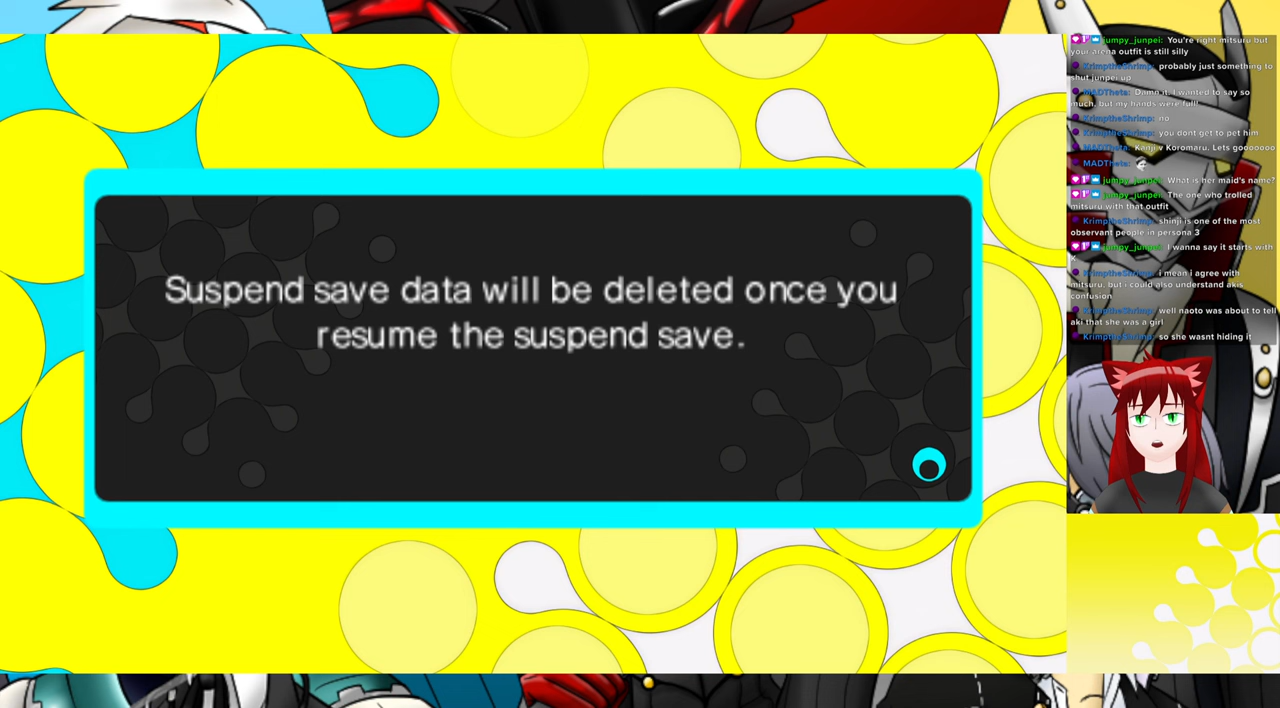 Suspend save data will be deleted once you
resume the suspend save.
jumpy_junpei: You're right mitsuru but
your arena outfit is still silly
KrimptheShrimp: probably just something to
shut junpei up
MADTheta: Damn it! I wanted to say so
much, but my hands were full!
KrimptheShrimp: no
KrimptheShrimp: you dont get to pet him
MADTheta: Kanji v Koromaru. Lets gooooooo
MADTheta:
jumpy_junpei: What is her maid's name?
jumpy_junpei: The one who trolled
mitsuru with that outfit
KrimptheShrimp: shinji is one of the most
observant people in persona 3
jumpy_junpei: I wanna say it starts with
K
KrimptheShrimp: i mean i agree with
mitsuru, but i could also understand akis
confusion
KrimptheShrimp: well naoto was about to tell
aki that she was a girl
KrimptheShrimp: so she wasnt hiding it